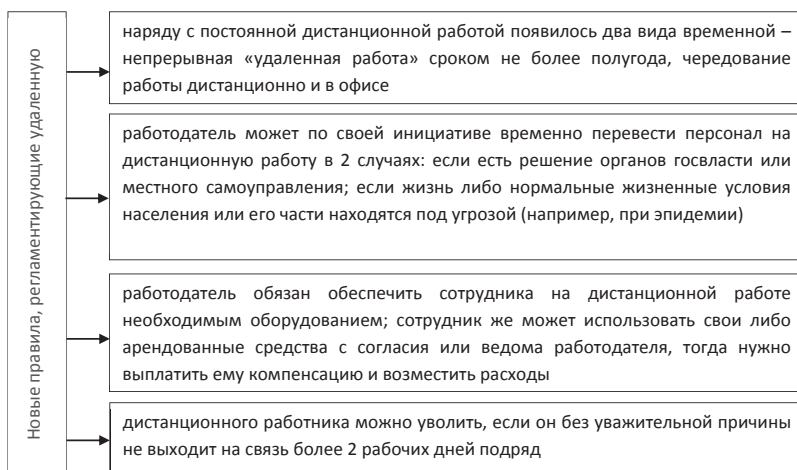 Новые правила, регламентирующие удаленную
наряду с постоянной дистанционной работой появилось два вида временной –
непрерывная «удаленная работа» сроком не более полугода, чередование
работы дистанционно и в офисе
работодатель может по своей инициативе временно перевести персонал на
дистанционную работу в 2 случаях: если есть решение органов госвласти или
местного самоуправления; если жизнь либо нормальные жизненные условия
населения или его части находятся под угрозой (например, при эпидемии)
работодатель обязан обеспечить сотрудника на дистанционной работе
необходимым оборудованием; сотрудник же может использовать свои либо
арендованные средства с согласия или ведома работодателя, тогда нужно
выплатить ему компенсацию и возместить расходы
дистанционного работника можно уволить, если он без уважительной причины
не выходит на связь более 2 рабочих дней подряд